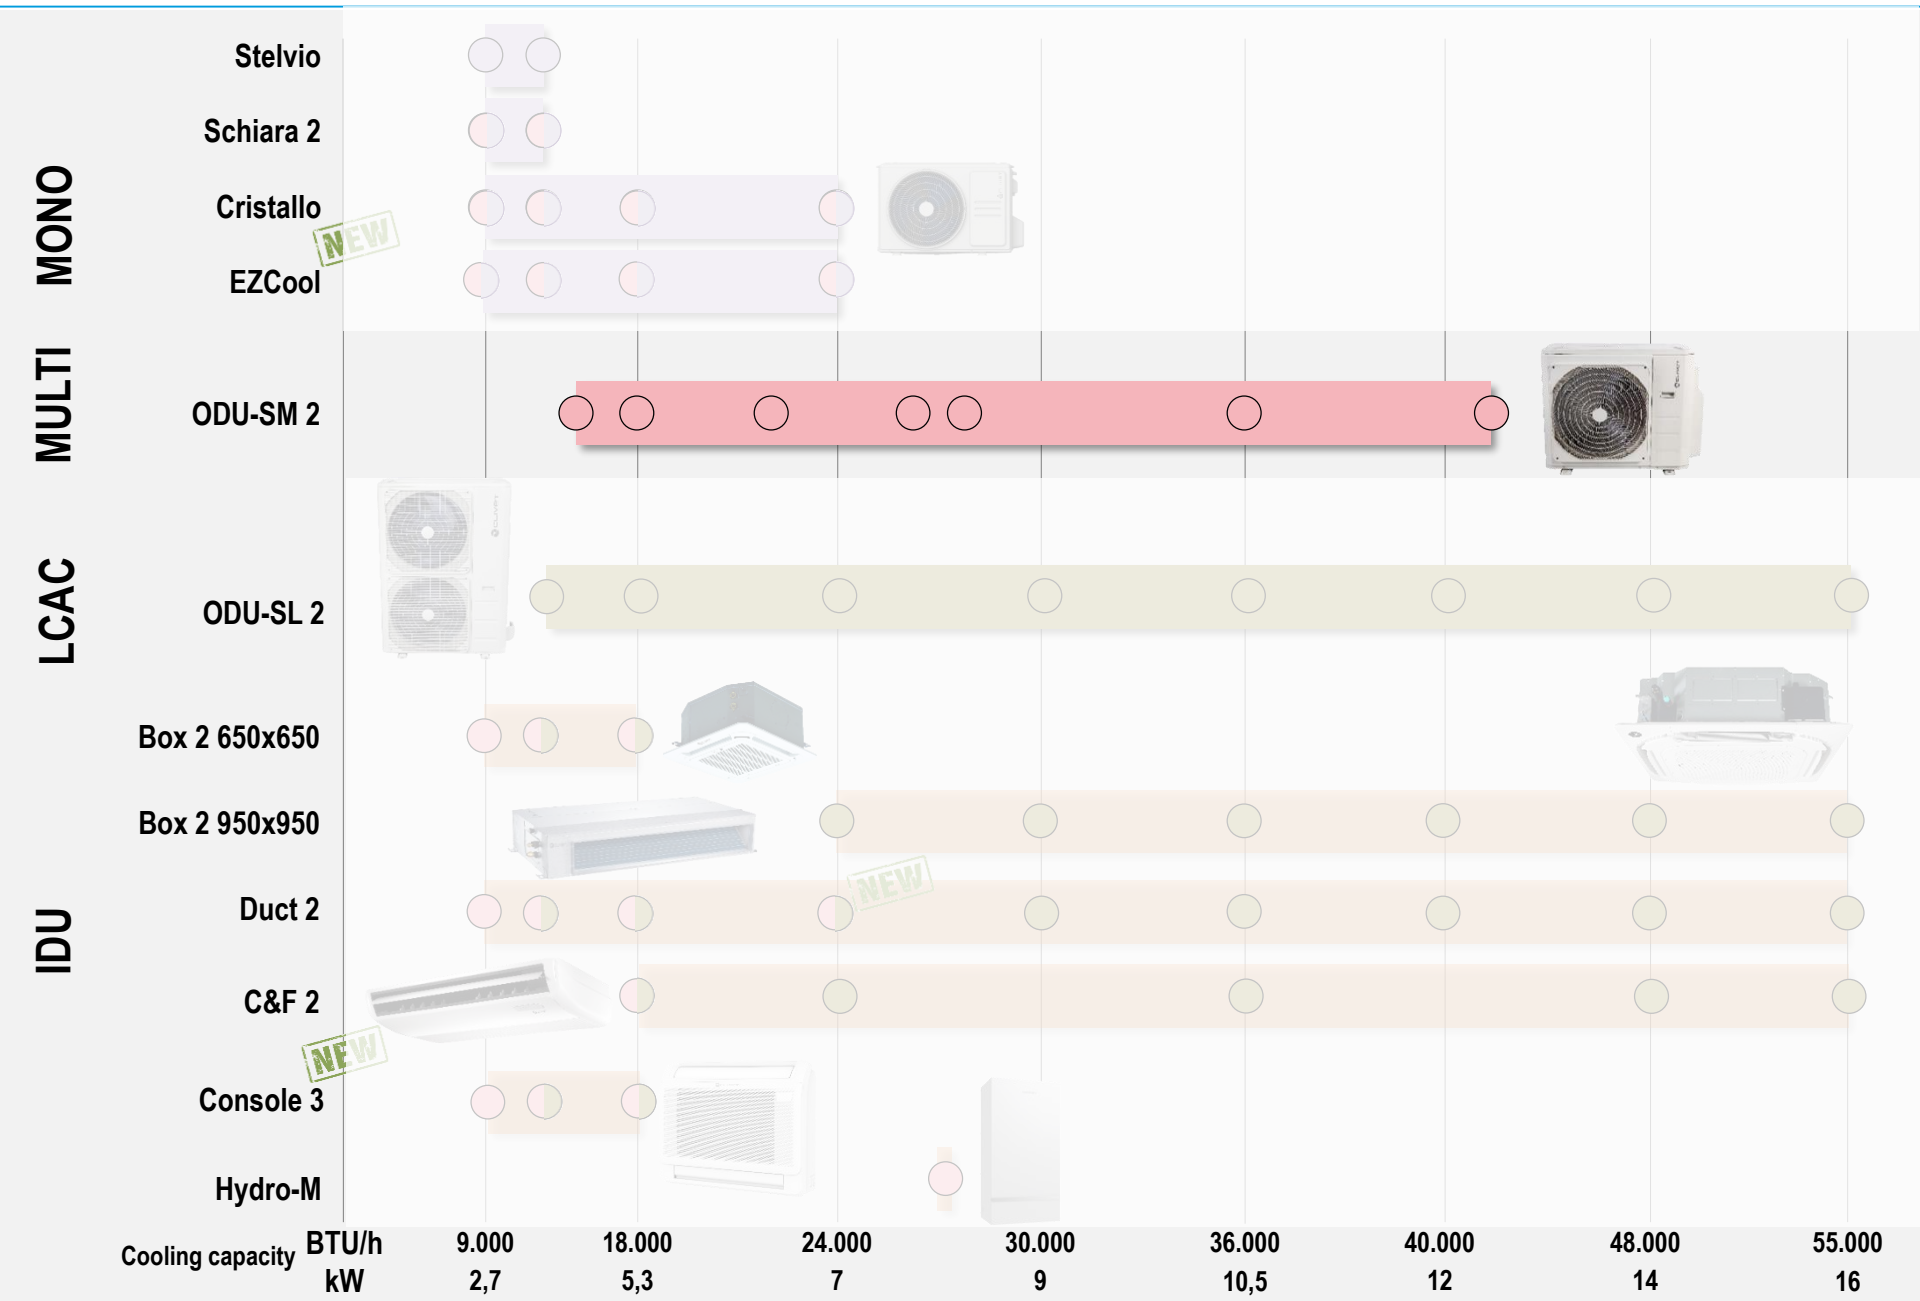 MONO
Stelvio
Schiara 2
Cristallo
NEW
EZCool
MULTI
ODU-SM 2
CLIVET
LCAC
ODU-SL 2
IDU
Box 2 650x650
Box 2 950x950
NEW
Duct 2
C&F 2
NEW
Console 3
Hydro-M
Cooling capacity
BTU/h 9.000 18.000 24.000 30.000 36.000 40.000 48.000 55.000
kW 2,7 5,3 7 9 10,5 12 14 16